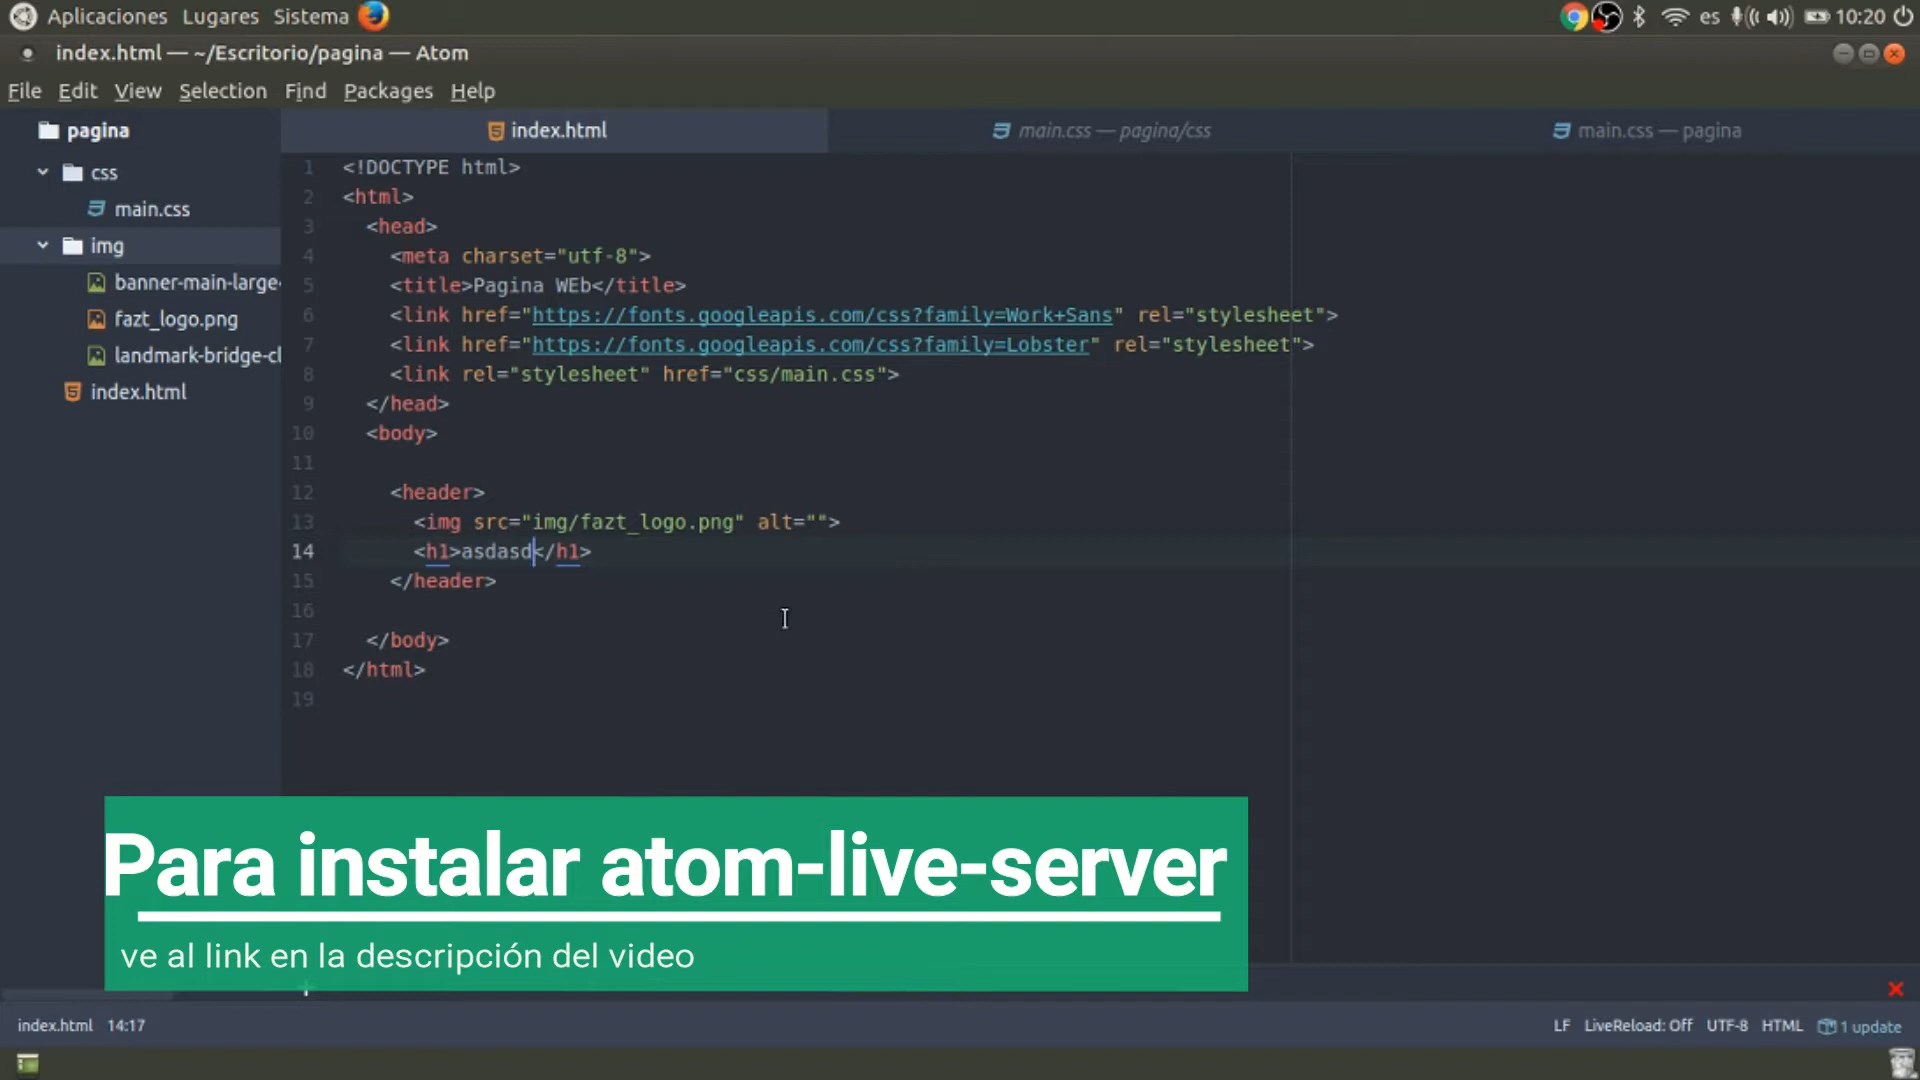 Aplicaciones Lugares Sistema
es 10:20
index.html — ~/Escritorio/pagina — Atom
File Edit View Selection Find Packages Help
pagina
css
main.css
img
banner-main-large-
fazt_logo.png
landmark-bridge-cl
index.html
index.html
main.css — pagina/css
main.css — pagina
1 <!DOCTYPE html>
2 <html>
3 <head>
4 <meta charset="utf-8">
5 <title>Pagina WEb</title>
6 <link href="https://fonts.googleapis.com/css?family=Work+Sans" rel="stylesheet">
7 <link href="https://fonts.googleapis.com/css?family=Lobster" rel="stylesheet">
8 <link rel="stylesheet" href="css/main.css">
9 </head>
10 <body>
11
12 <header>
13 <img src="img/fazt_logo.png" alt="">
14 <h1>asdasd</h1>
15 </header>
16
17 </body>
18 </html>
19
Para instalar atom-live-server
ve al link en la descripción del video
index.html 14:17
LF LiveReload: Off UTF-8 HTML 1 update